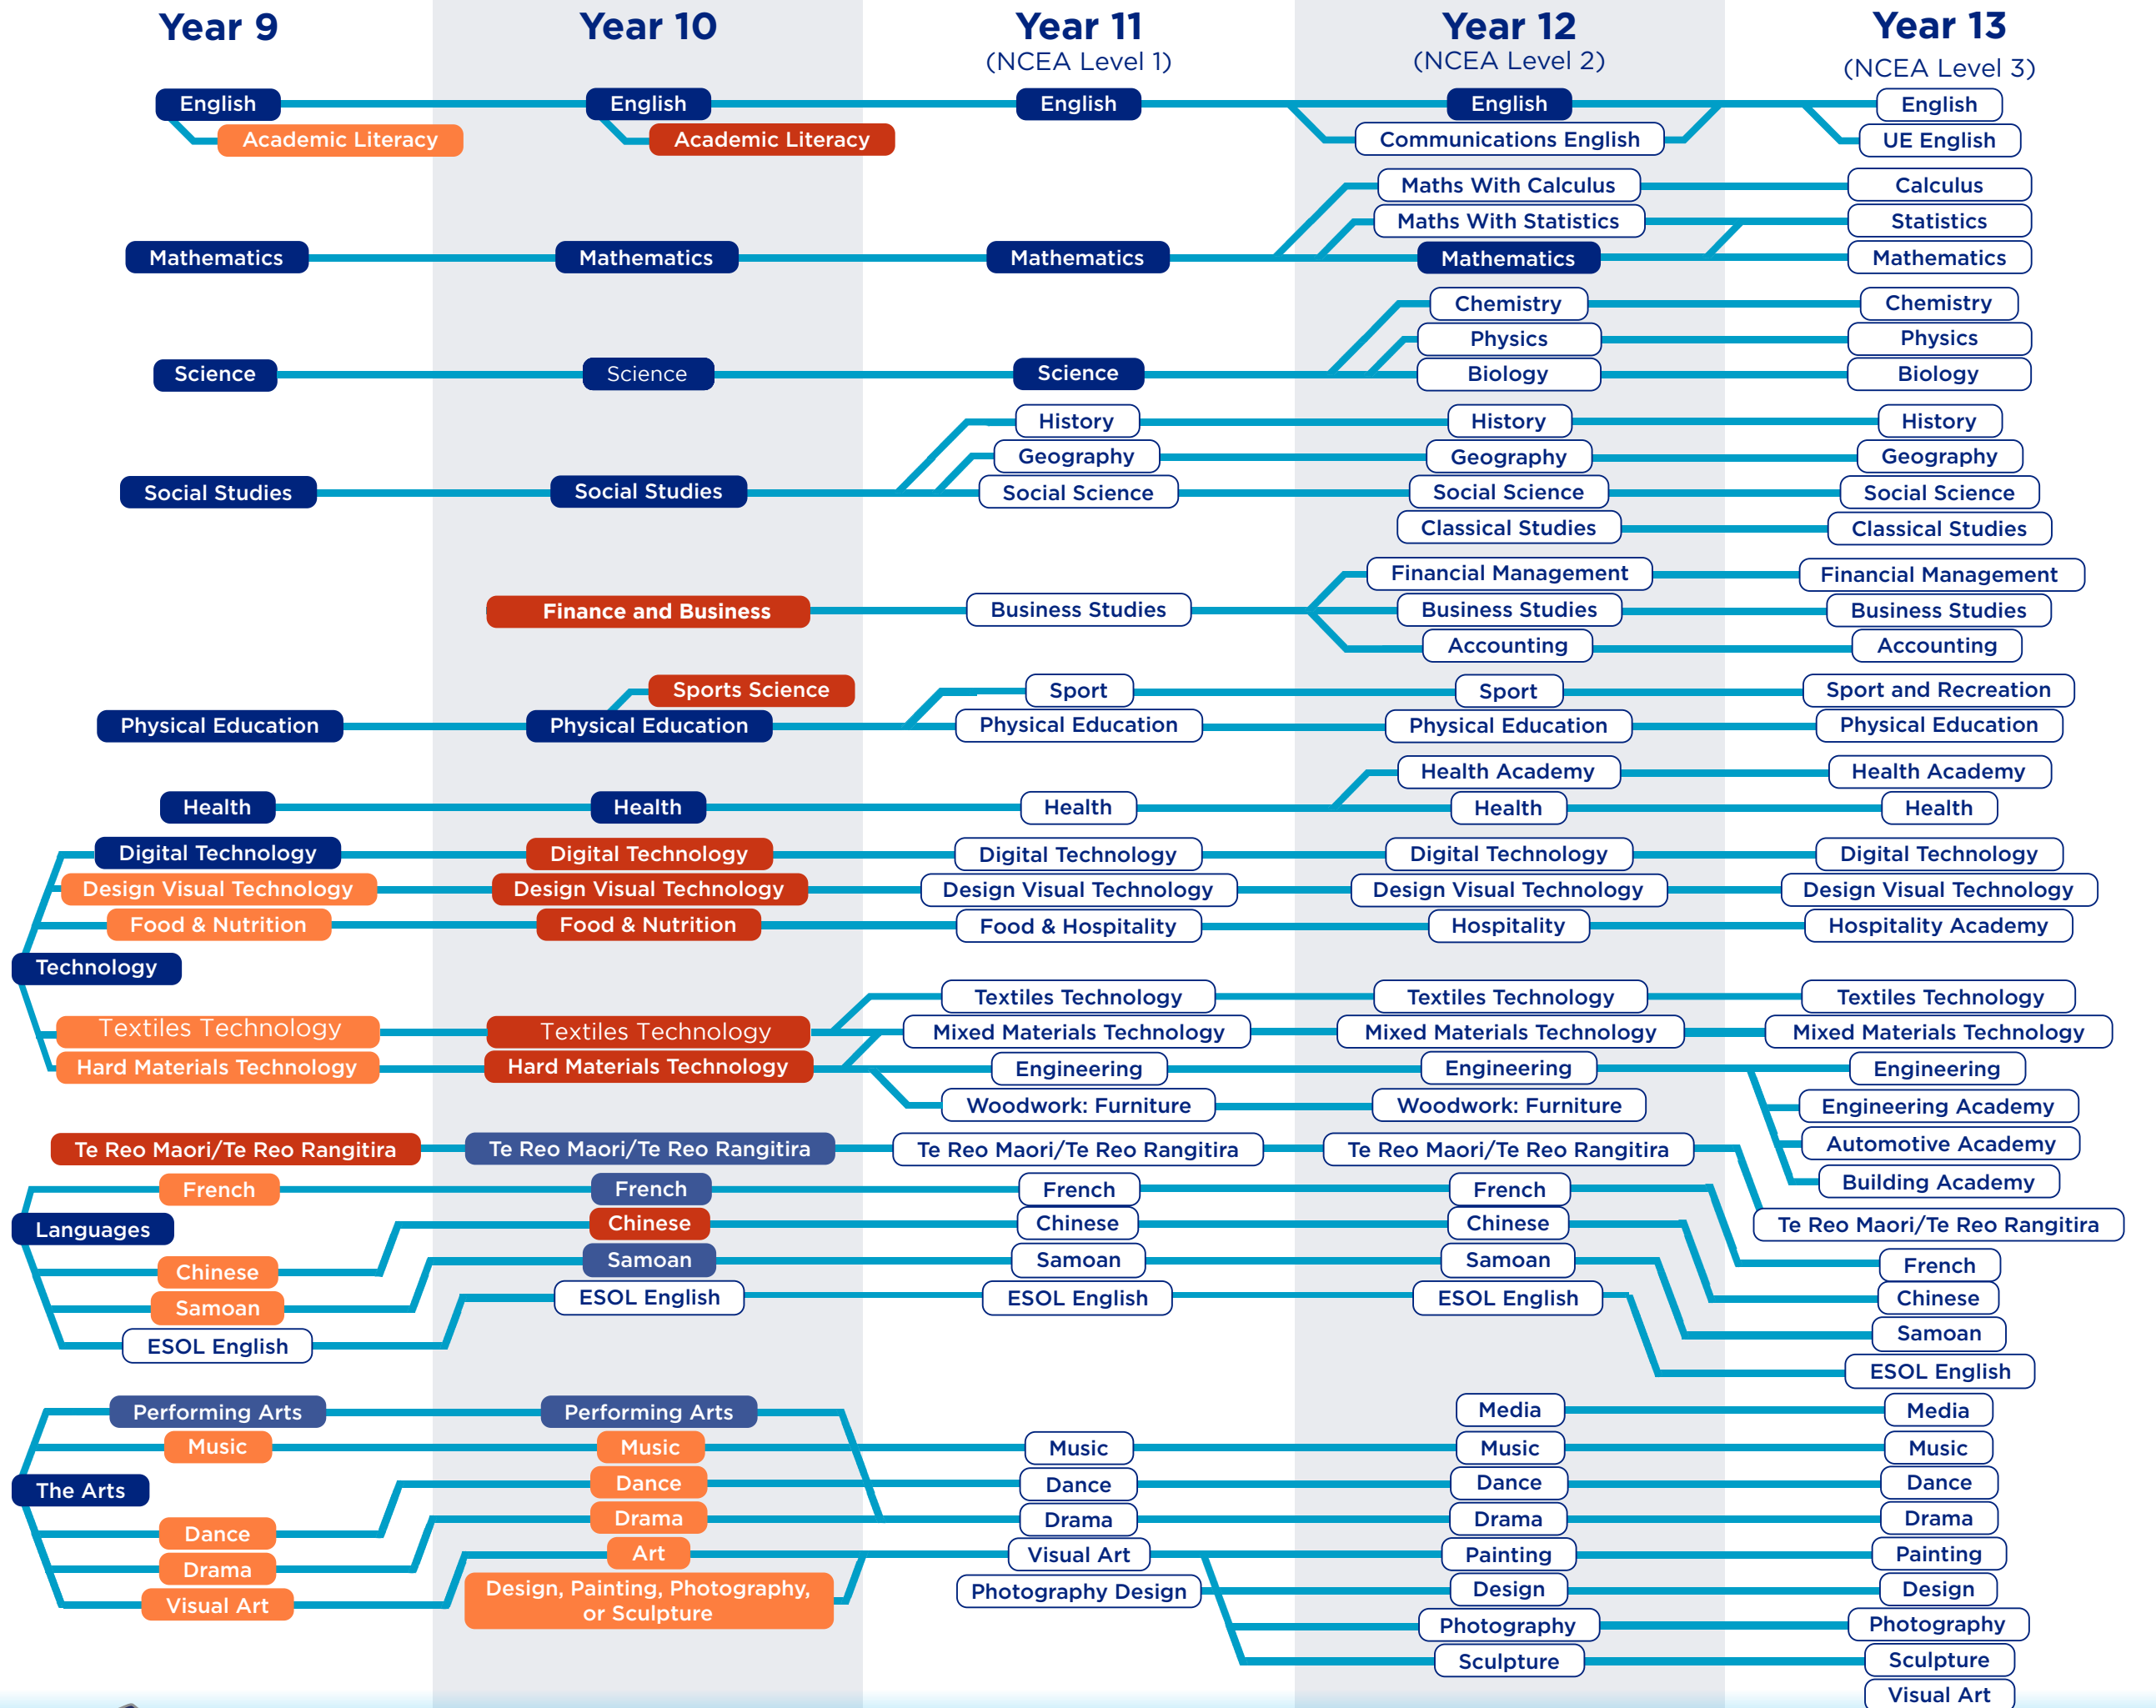 Year 9 Year 10 Year 11 Year 12 Year 13
(NCEA Level 1) (NCEA Level 2) (NCEA Level 3)
English English English English English
Academic Literacy Academic Literacy Communications English UE English
Maths With Calculus Calculus
Maths With Statistics Statistics
Mathematics Mathematics Mathematics Mathematics Mathematics
Chemistry Chemistry
Physics Physics
Science Science Science Biology Biology
History History History
Geography Geography Geography
Social Studies Social Studies Social Science Social Science Social Science
Classical Studies Classical Studies
Financial Management Financial Management
Finance and Business Business Studies Business Studies Business Studies
Accounting Accounting
Sports Science Sport Sport Sport and Recreation
Physical Education Physical Education Physical Education Physical Education Physical Education
Health Academy Health Academy
Health Health Health Health Health
Digital Technology Digital Technology Digital Technology Digital Technology Digital Technology
Design Visual Technology Design Visual Technology Design Visual Technology Design Visual Technology Design Visual Technology
Food & Nutrition Food & Nutrition Food & Hospitality Hospitality Hospitality Academy
Technology
Textiles Technology Textiles Technology Textiles Technology
Textiles Technology Textiles Technology Mixed Materials Technology Mixed Materials Technology Mixed Materials Technology
Hard Materials Technology Hard Materials Technology Engineering Engineering Engineering
Woodwork: Furniture Woodwork: Furniture Engineering Academy
Te Reo Maori/Te Reo Rangitira Te Reo Maori/Te Reo Rangitira Te Reo Maori/Te Reo Rangitira Te Reo Maori/Te Reo Rangitira Automotive Academy
French French French French Building Academy
Languages Chinese Chinese Chinese Te Reo Maori/Te Reo Rangitira
Chinese Samoan Samoan Samoan French
Samoan ESOL English ESOL English ESOL English Chinese
ESOL English Samoan
ESOL English
Performing Arts Performing Arts Media Media
Music Music Music Music Music
The Arts Dance Dance Dance Dance
Dance Drama Drama Drama Drama
Drama Art Visual Art Painting Painting
Visual Art Design, Painting, Photography, Photography Design Design Design
or Sculpture Photography Photography
Sculpture Sculpture
Visual Art